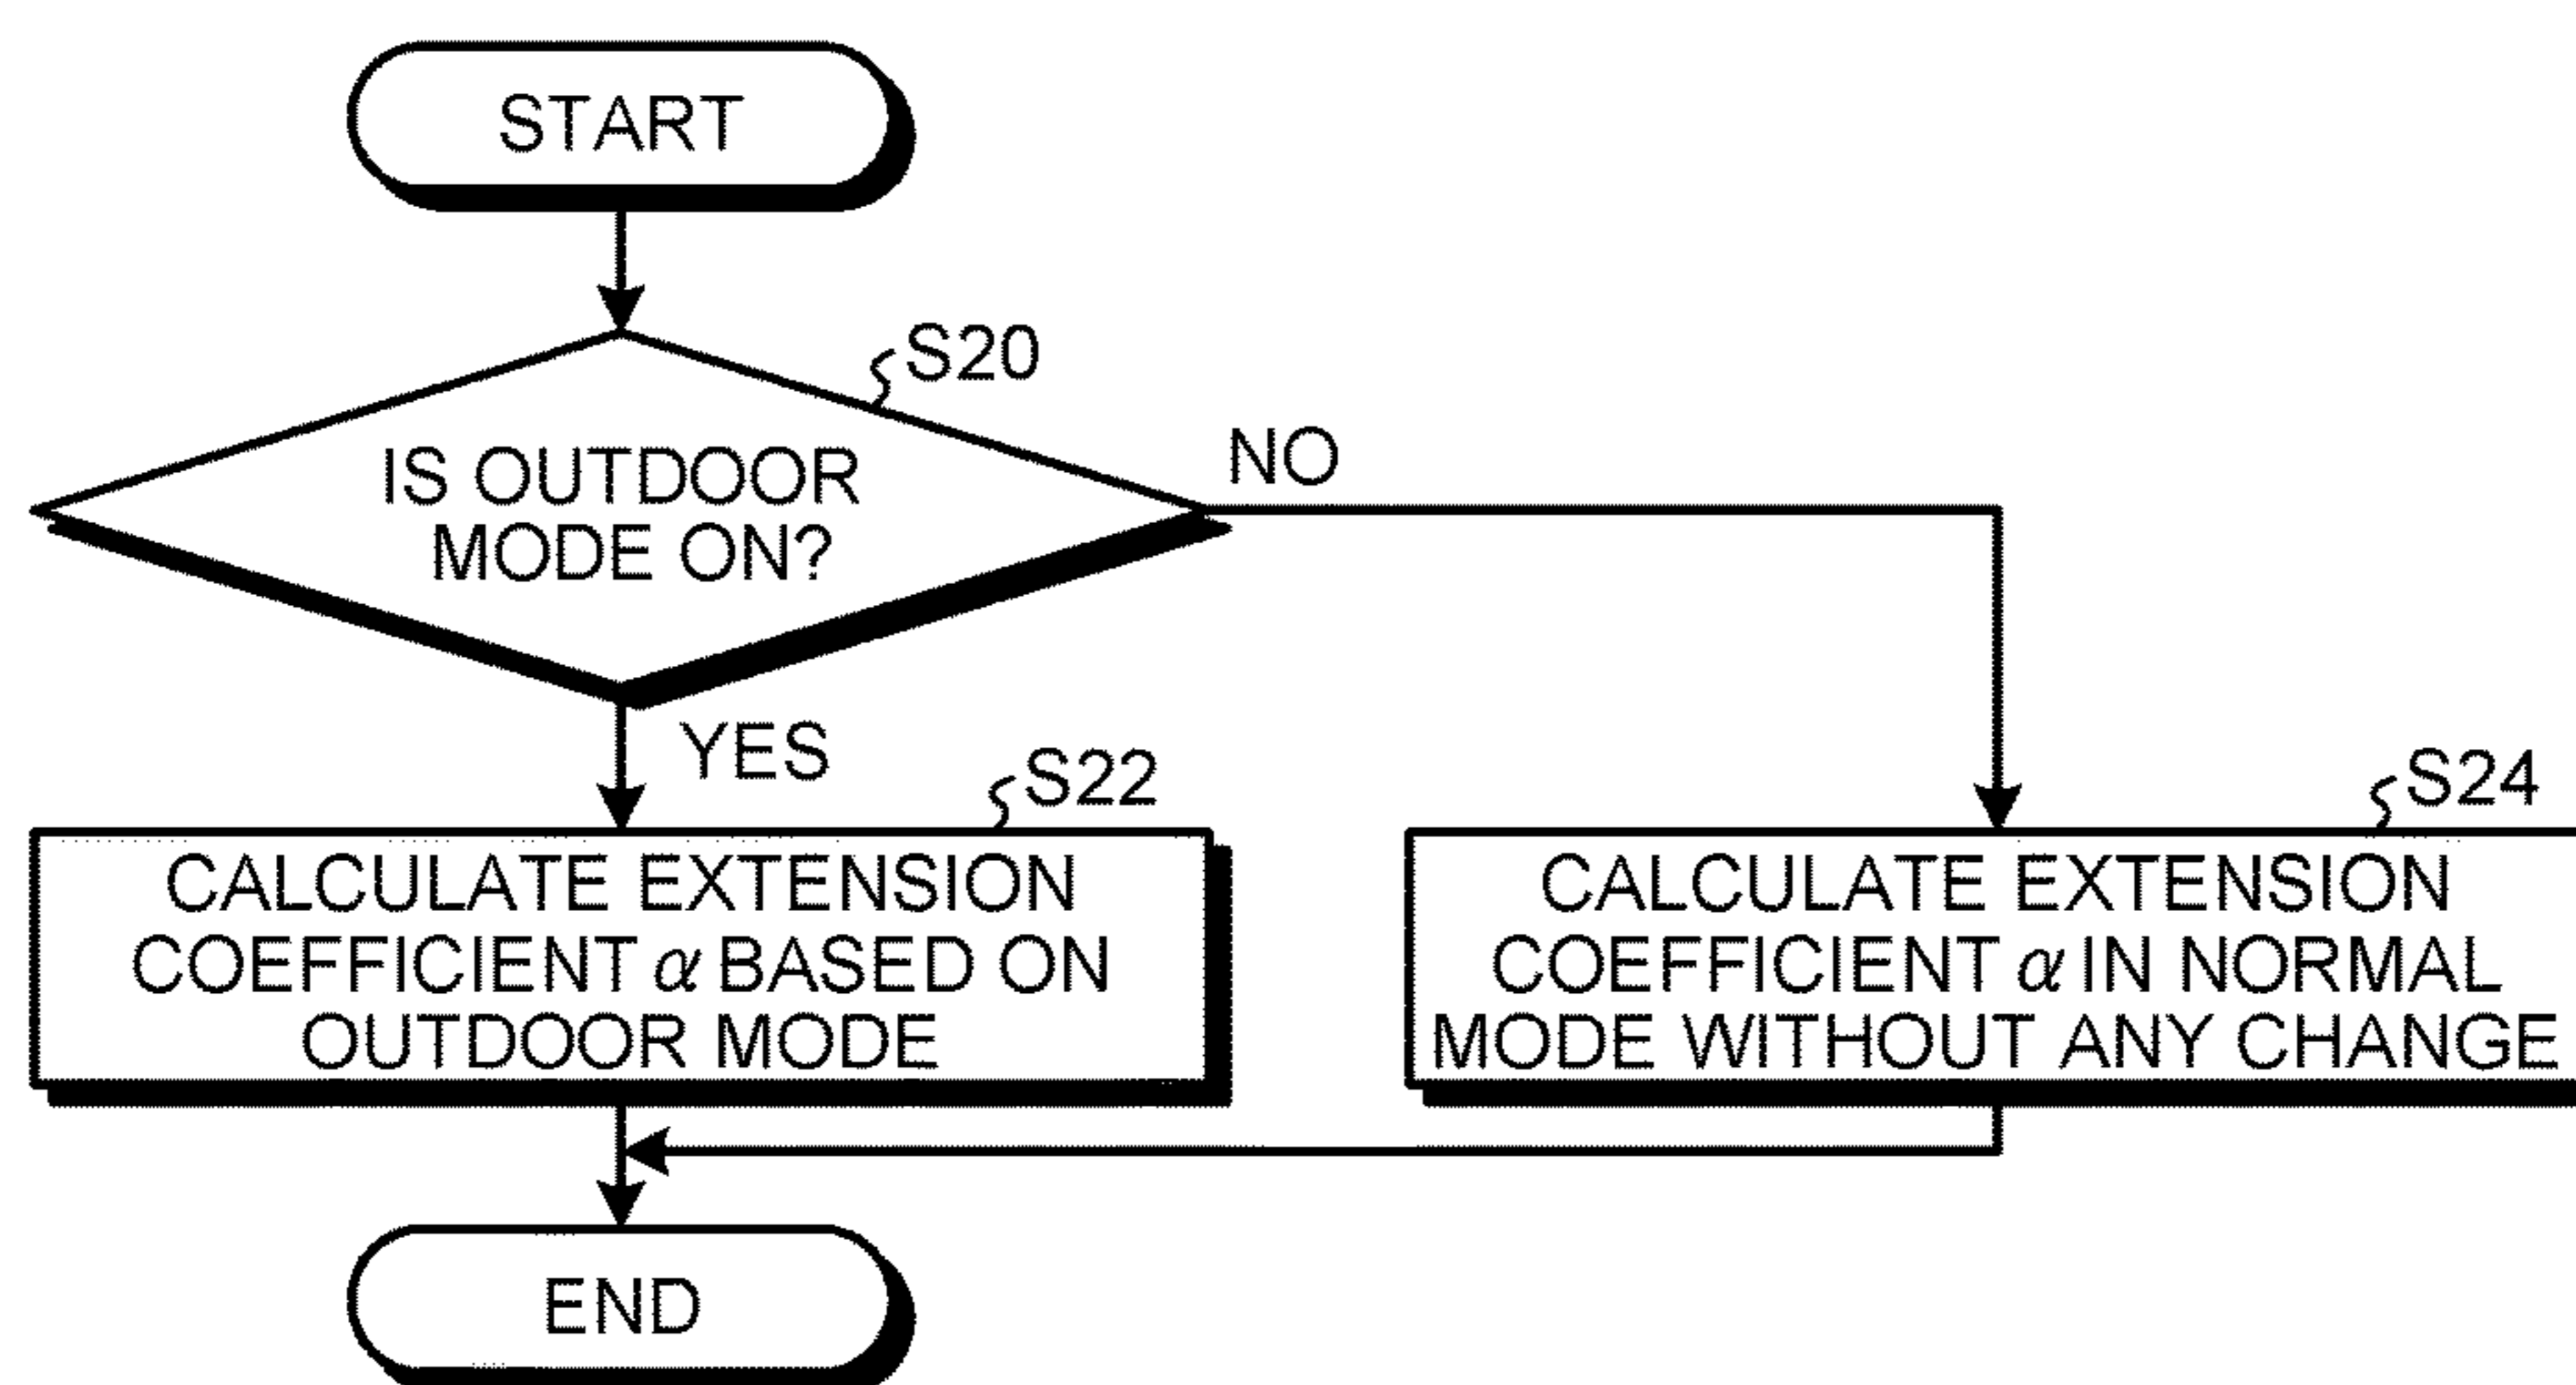 START
S20
IS OUTDOOR
MODE ON?
NO
YES
S22
CALCULATE EXTENSION
COEFFICIENT α BASED ON
OUTDOOR MODE
S24
CALCULATE EXTENSION
COEFFICIENT α IN NORMAL
MODE WITHOUT ANY CHANGE
END